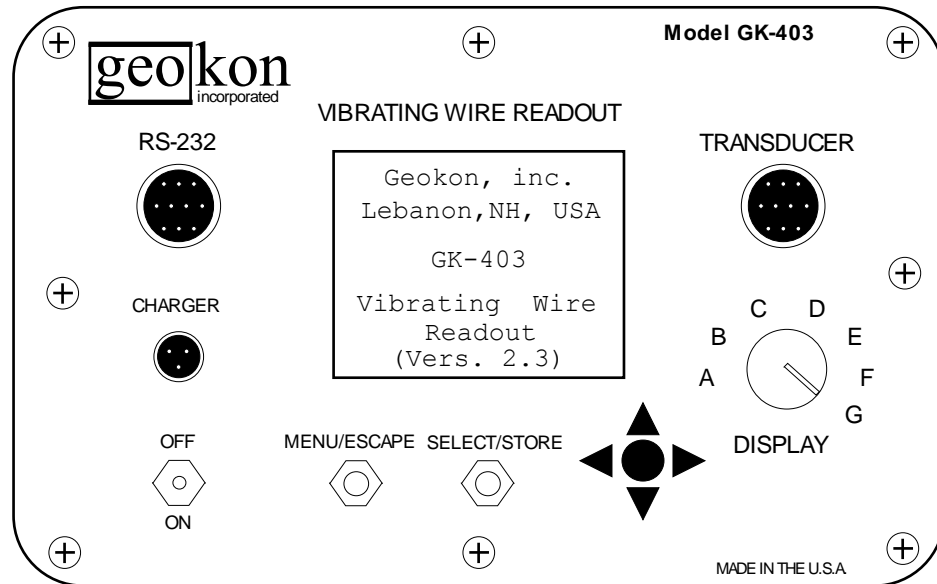 Model GK-403
geokon
incorporated
VIBRATING WIRE READOUT
RS-232
TRANSDUCER
Geokon, inc.
Lebanon,NH, USA
GK-403
Vibrating Wire
Readout
(Vers. 2.3)
CHARGER
A
B
C
D
E
F
G
DISPLAY
OFF
ON
MENU/ESCAPE
SELECT/STORE
MADE IN THE U.S.A.